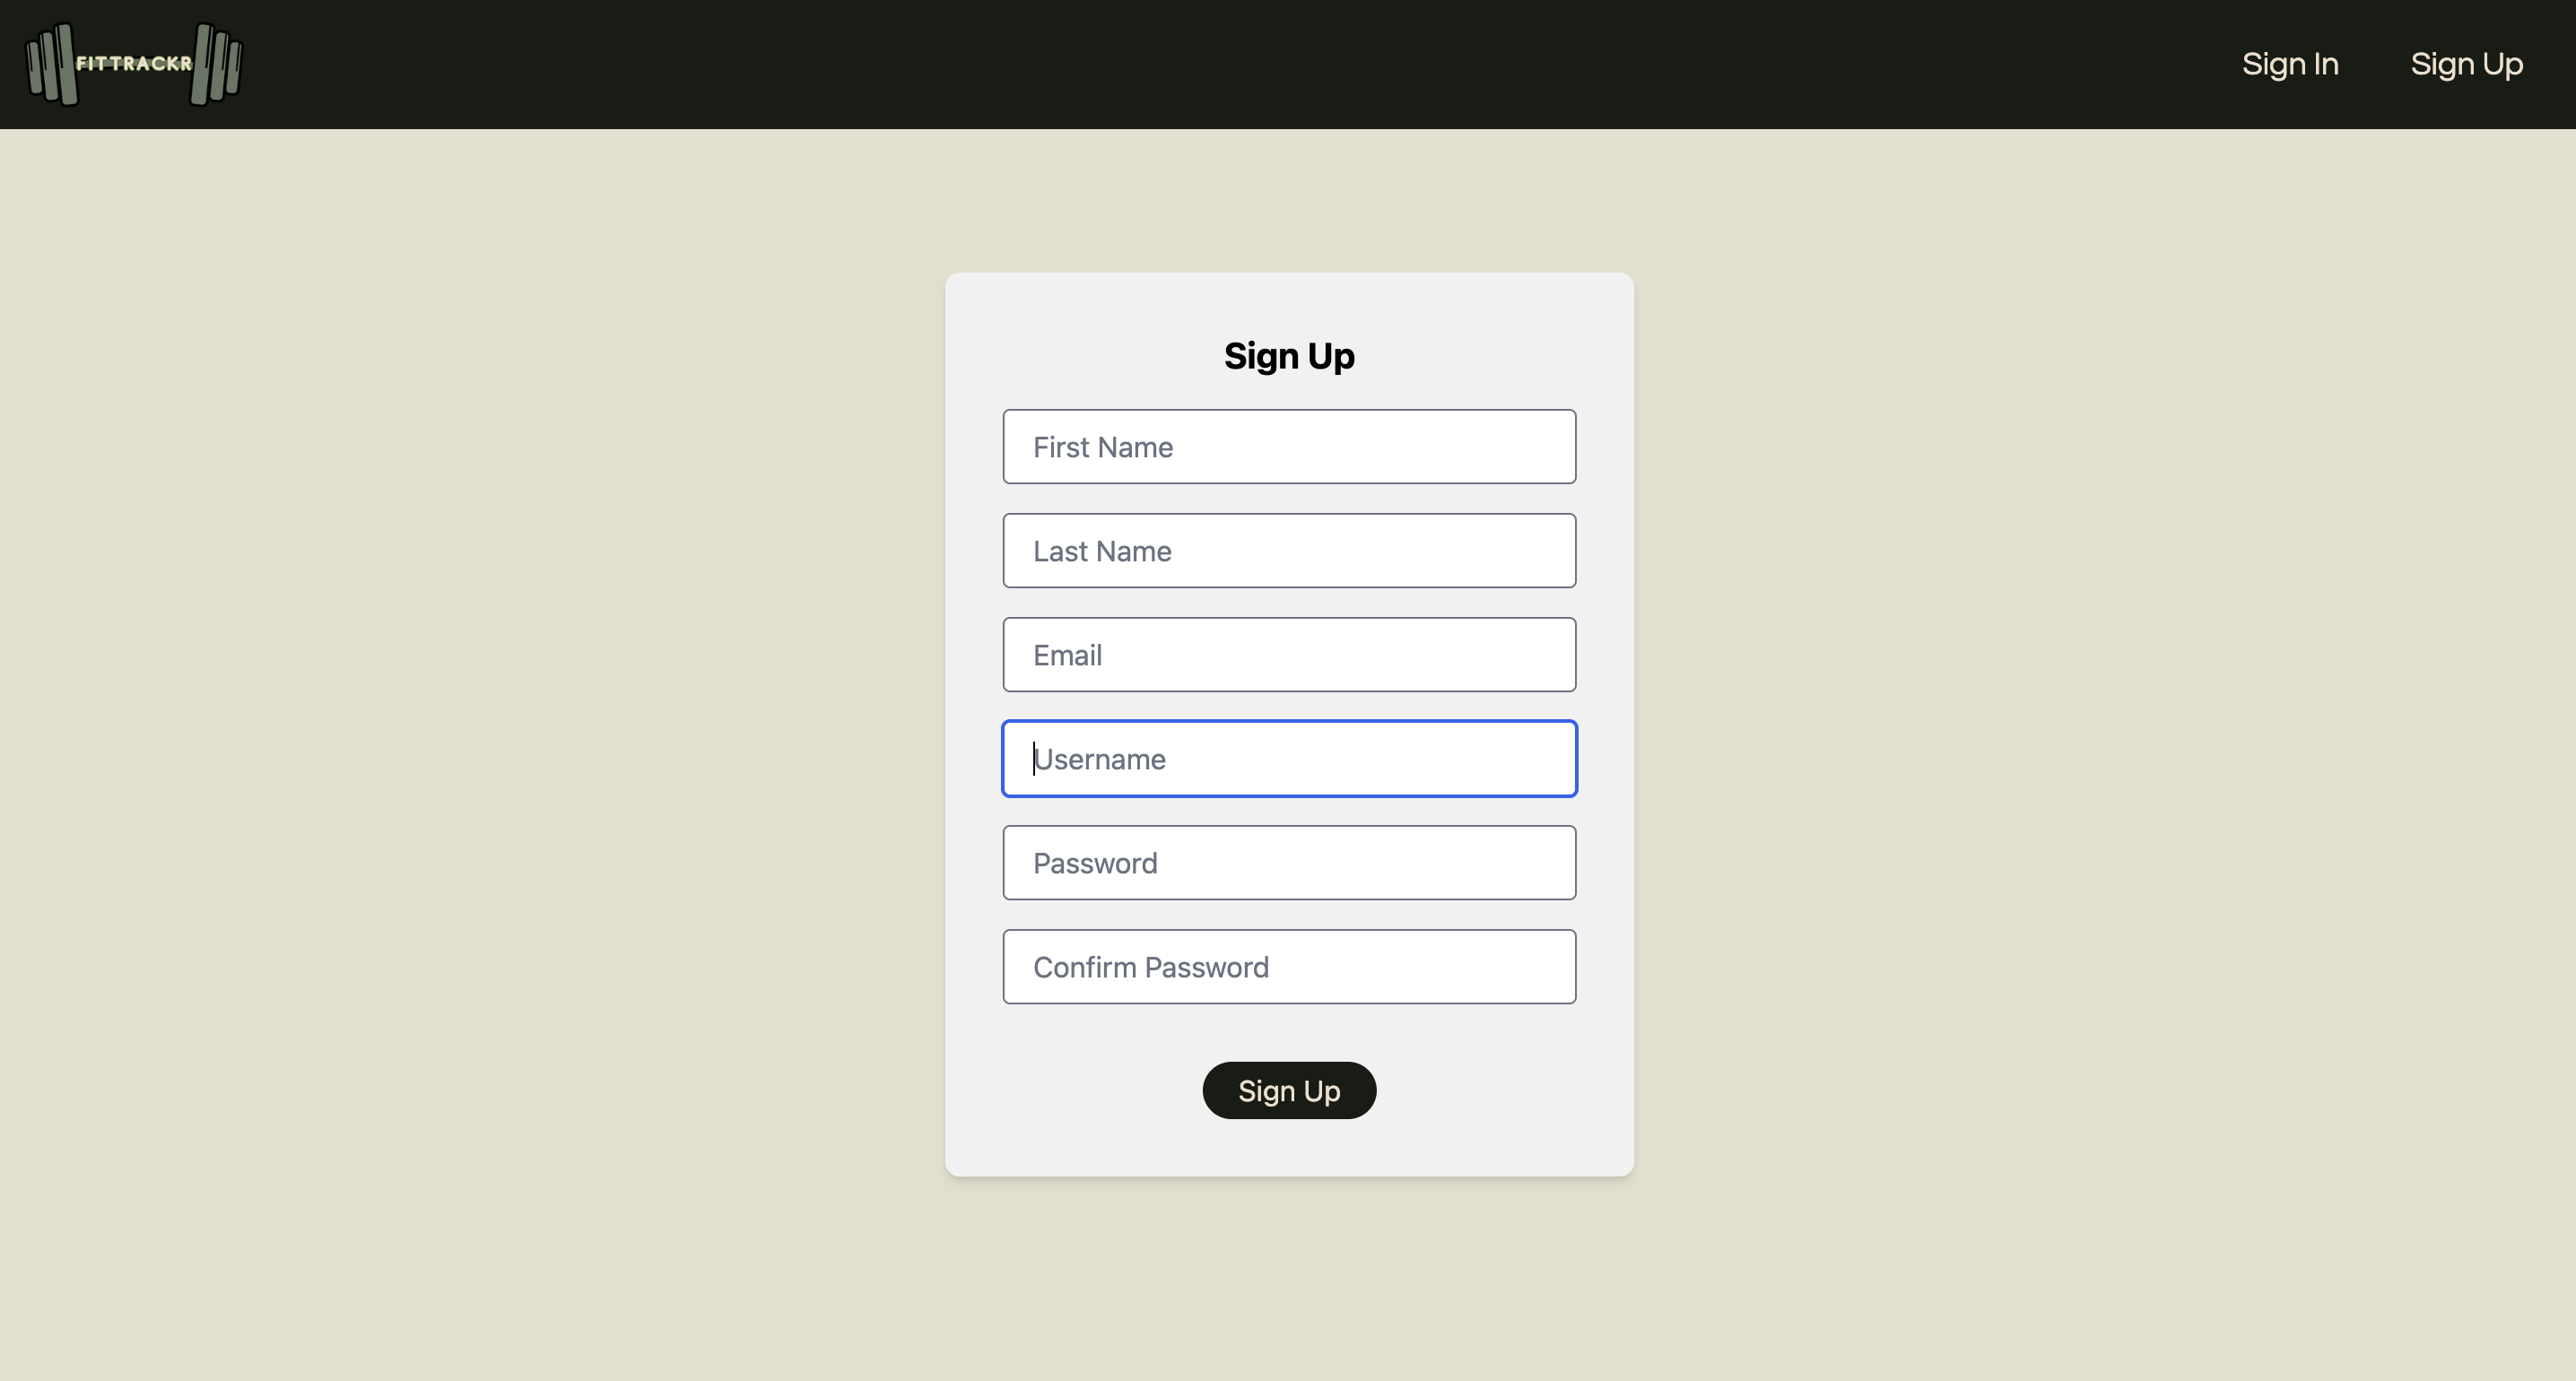 FITTRACKR
Sign In
Sign Up
Sign Up
First Name
Last Name
Email
Username
Password
Confirm Password
Sign Up